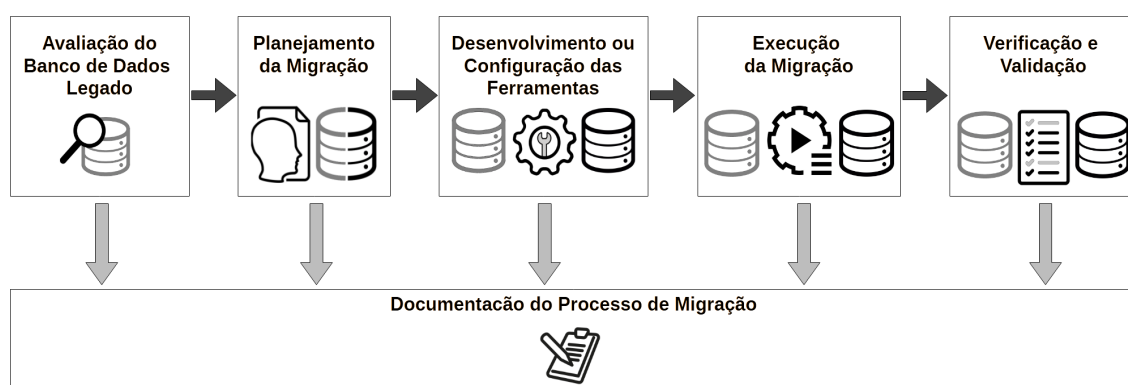 Avaliação do
Banco de Dados
Legado
Planejamento
da Migração
Desenvolvimento ou
Configuração das
Ferramentas
Execução
da Migração
Verificação e
Validação
Documentacão do Processo de Migração